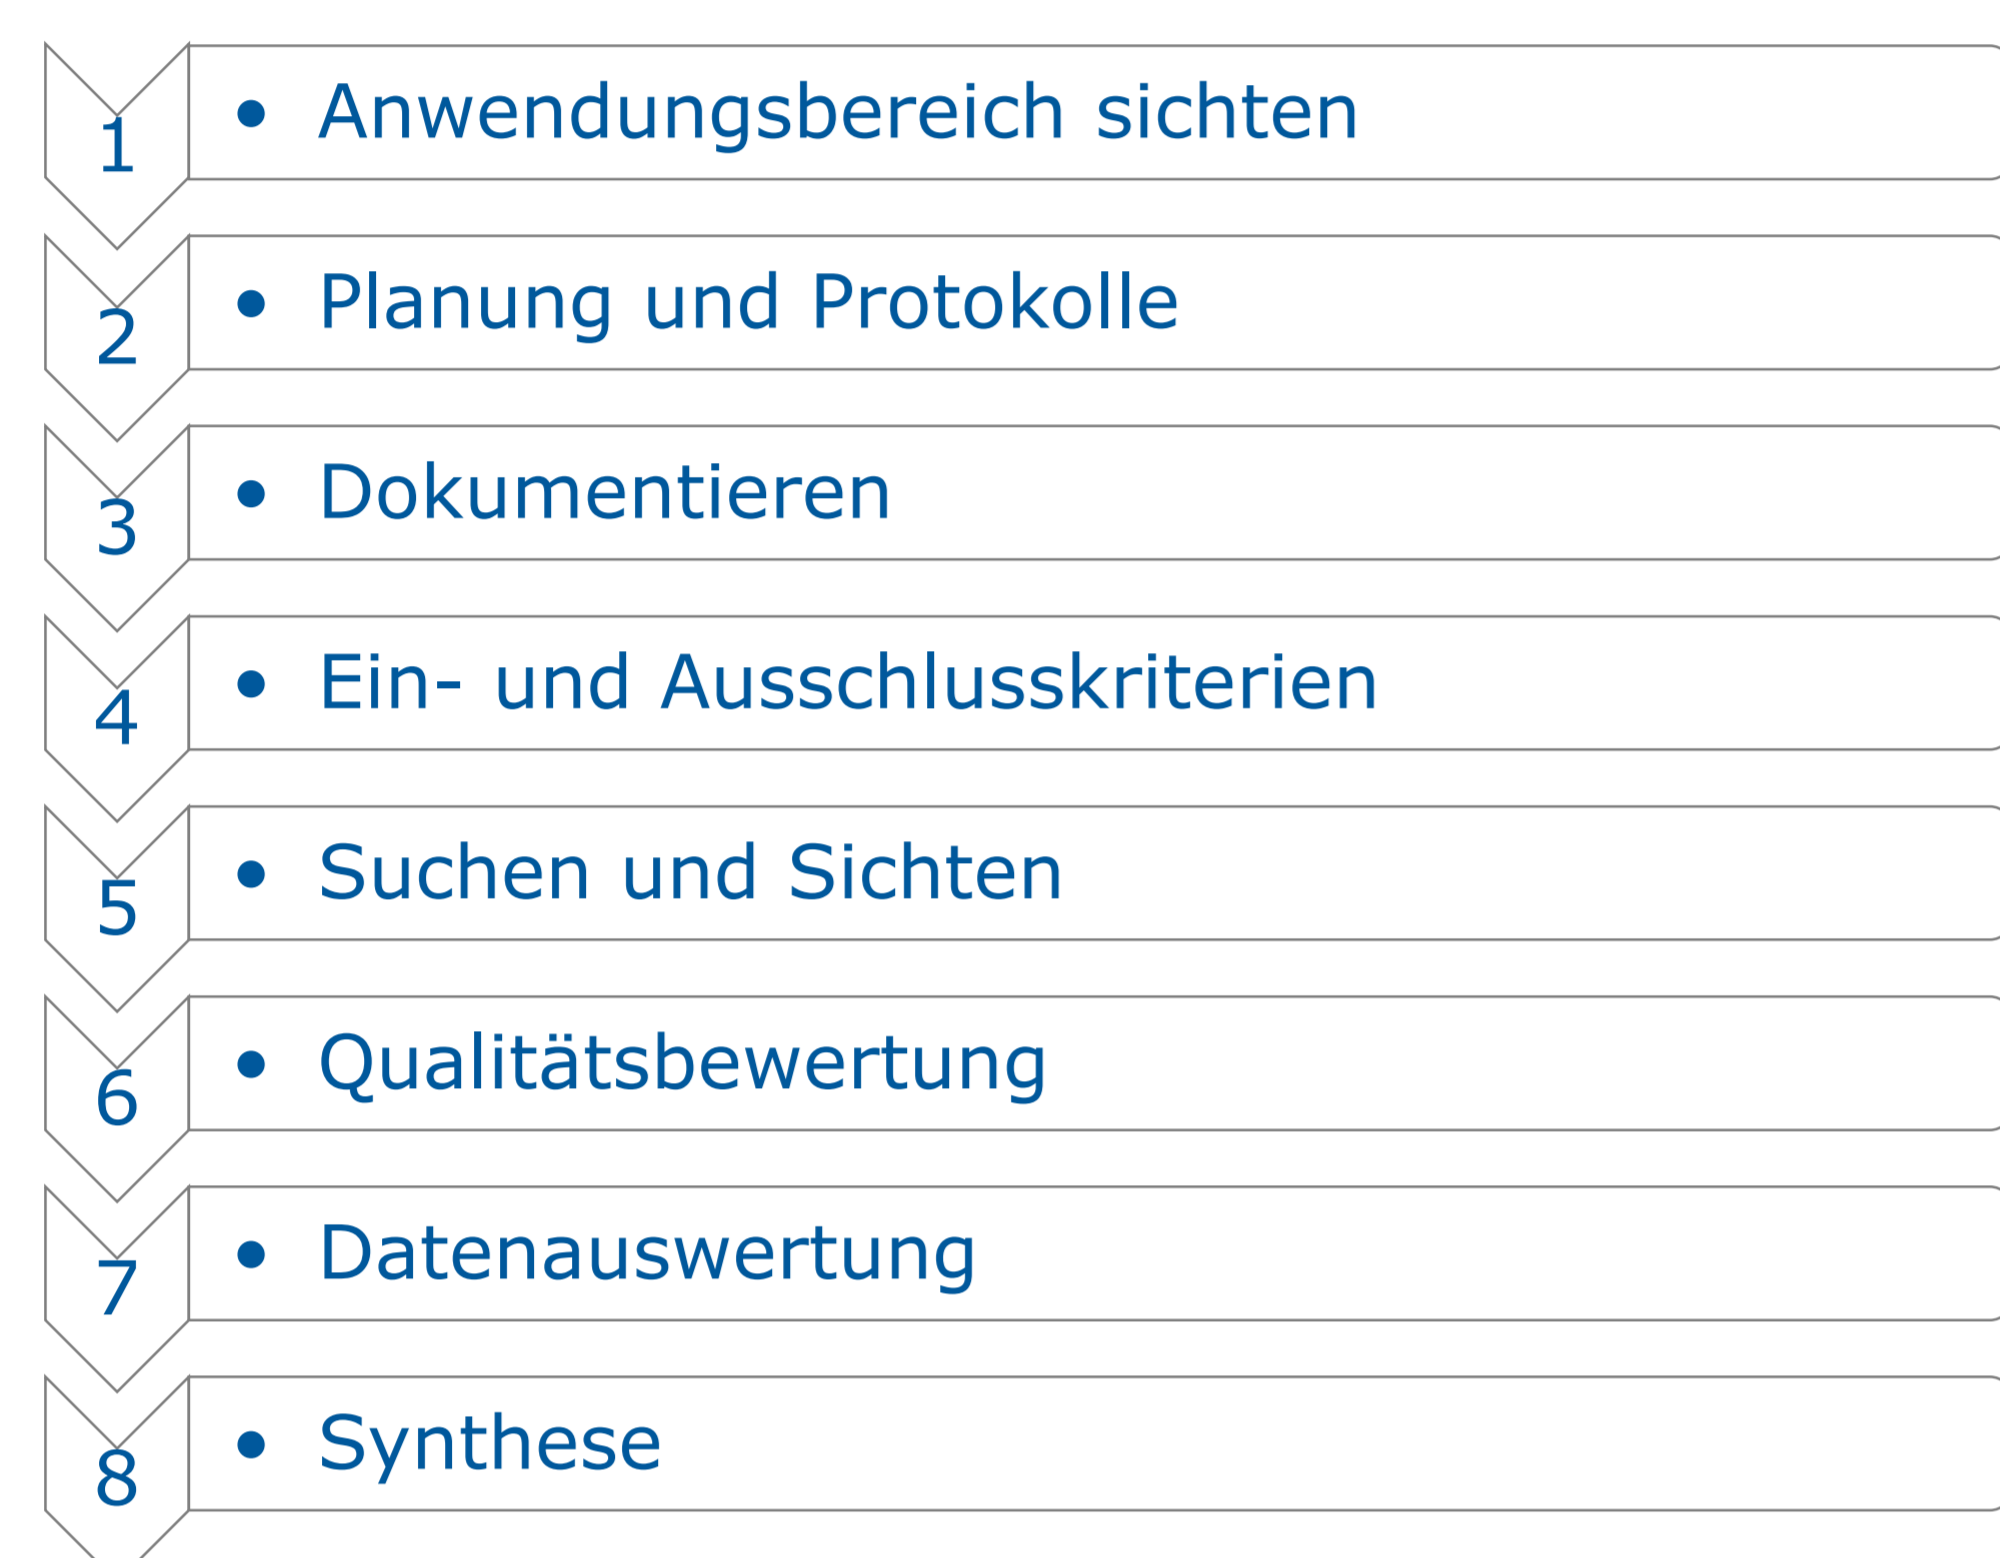 1 • Anwendungsbereich sichten
2 • Planung und Protokolle
3 • Dokumentieren
4 • Ein- und Ausschlusskriterien
5 • Suchen und Sichten
6 • Qualitätsbewertung
7 • Datenauswertung
8 • Synthese